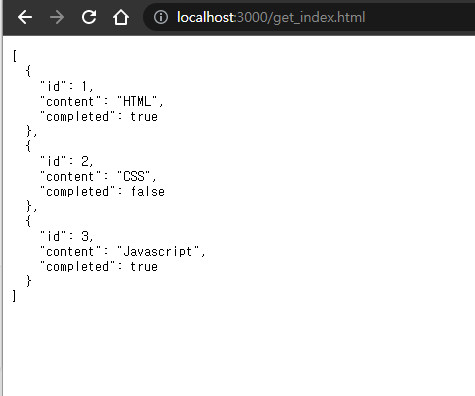 localhost:3000/get_index.html
[
  {
    "id": 1,
    "content": "HTML",
    "completed": true
  },
  {
    "id": 2,
    "content": "CSS",
    "completed": false
  },
  {
    "id": 3,
    "content": "Javascript",
    "completed": true
  }
]